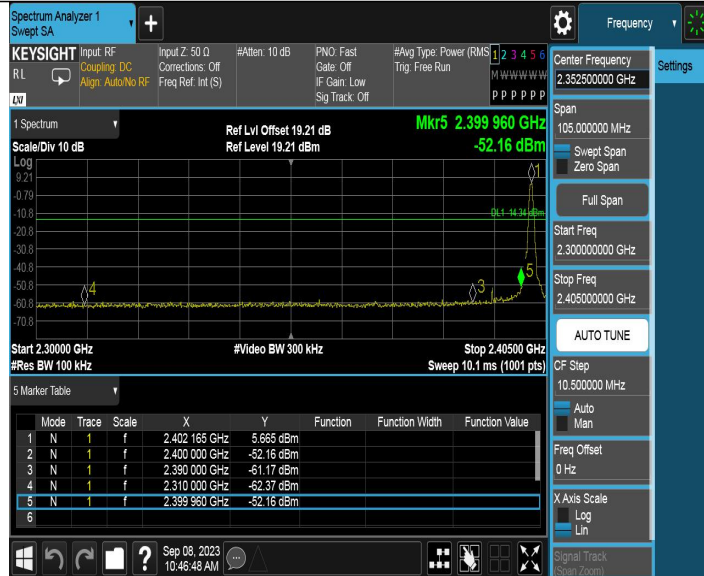 Spectrum Analyzer 1
Swept SA
Frequency
KEYSIGHT
RL
LXI
Input: RF
Coupling: DC
Align: Auto/No RF
Input Z: 50 Ω
Corrections: Off
Freq Ref: Int (S)
#Atten: 10 dB
PNO: Fast
Gate: Off
IF Gain: Low
Sig Track: Off
#Avg Type: Power (RMS
Trig: Free Run
1 2 3 4 5 6
M W W W W W
P P P P P P
1 Spectrum
Scale/Div 10 dB
Ref Lvl Offset 19.21 dB
Ref Level 19.21 dBm
Mkr5 2.399 960 GHz
-52.16 dBm
Log
9.21
-0.79
-10.8
-20.8
-30.8
-40.8
-50.8
-60.8
-70.8
1
DL1 -14.34 dBm
5
3
4
Start 2.30000 GHz
#Video BW 300 kHz
Stop 2.40500 GHz
#Res BW 100 kHz
Sweep 10.1 ms (1001 pts)
5 Marker Table
Mode Trace Scale X Y Function Function Width Function Value
1 N 1 f 2.402 165 GHz 5.665 dBm
2 N 1 f 2.400 000 GHz -52.16 dBm
3 N 1 f 2.390 000 GHz -61.17 dBm
4 N 1 f 2.310 000 GHz -62.37 dBm
5 N 1 f 2.399 960 GHz -52.16 dBm
6
Sep 08, 2023
10:46:48 AM
Center Frequency
2.352500000 GHz
Settings
Span
105.000000 MHz
Swept Span
Zero Span
Full Span
Start Freq
2.300000000 GHz
Stop Freq
2.405000000 GHz
AUTO TUNE
CF Step
10.500000 MHz
Auto
Man
Freq Offset
0 Hz
X Axis Scale
Log
Lin
Signal Track
(Span Zoom)